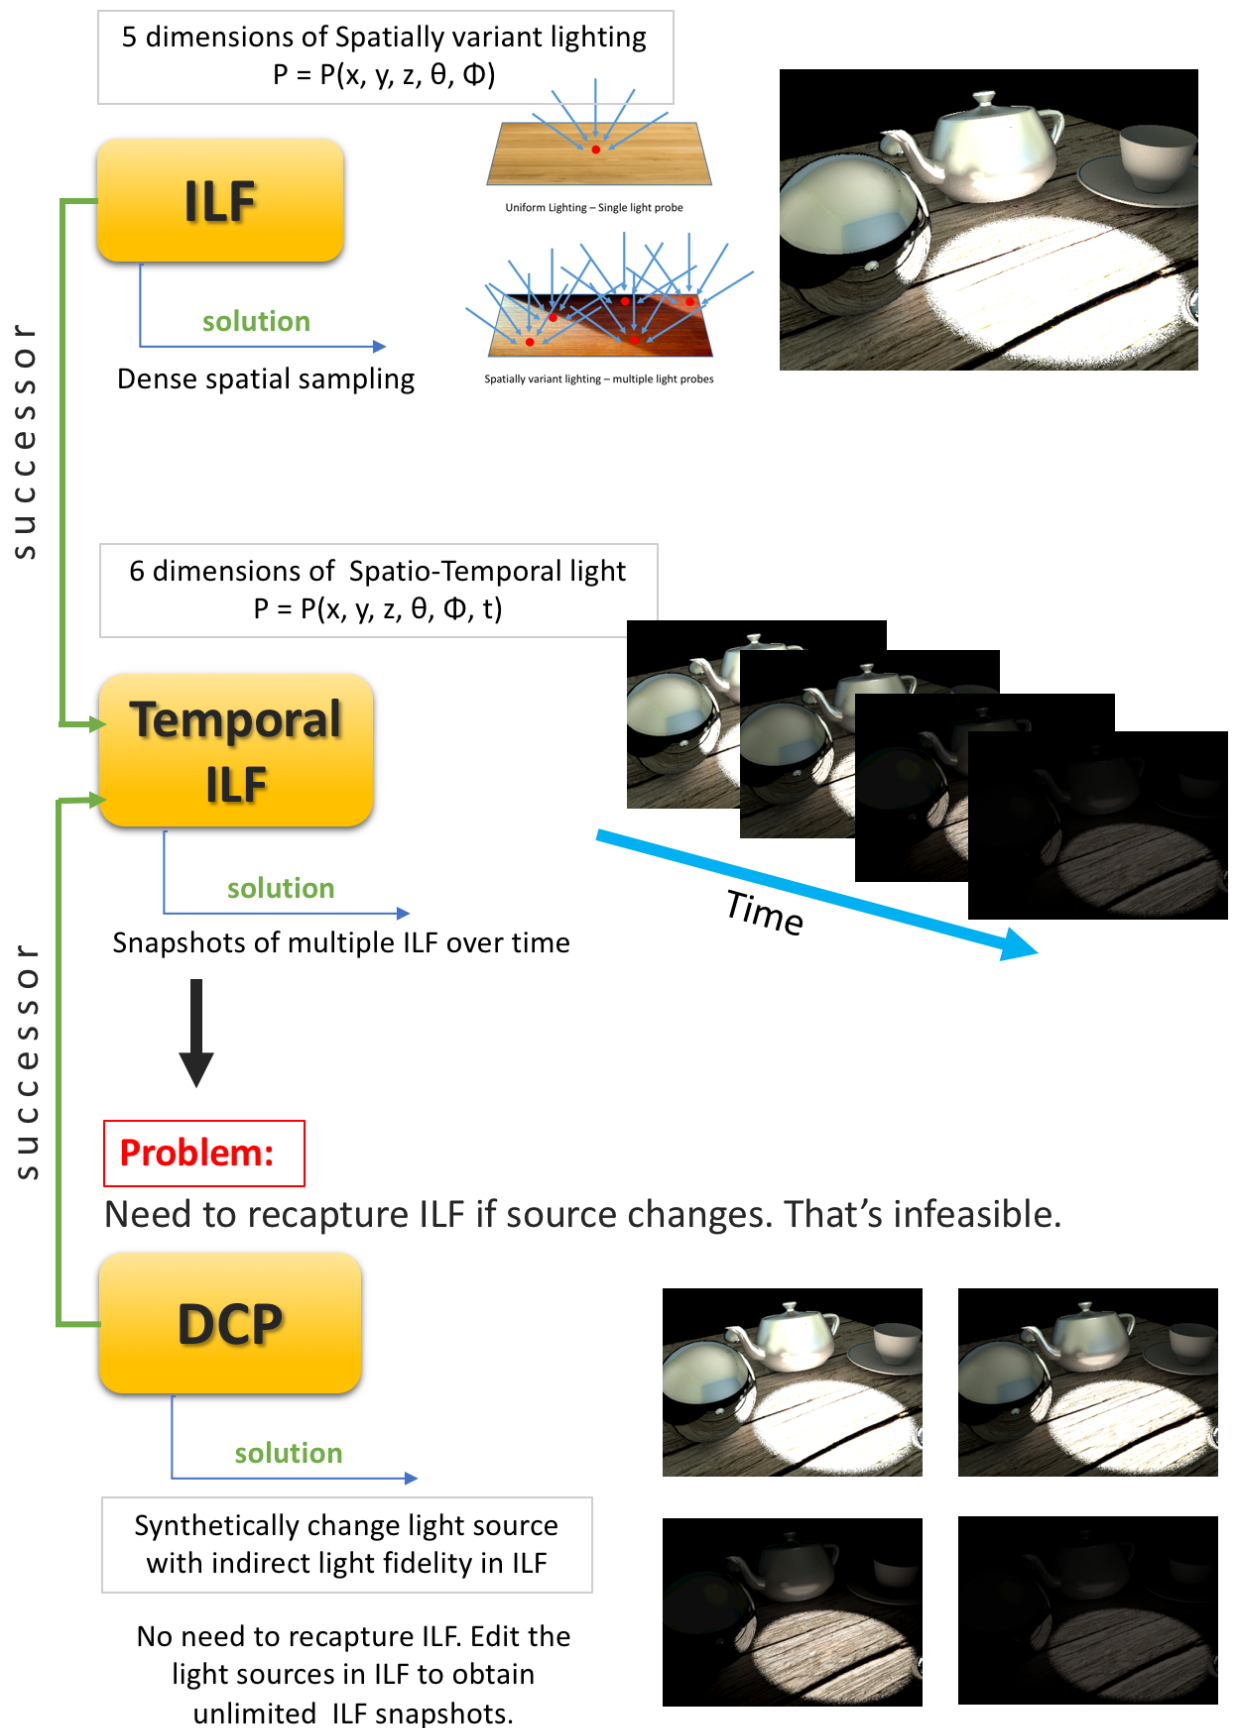 5 dimensions of Spatially variant lighting
P = P(x, y, z, θ, Φ)
ILF
Uniform Lighting – Single light probe
solution
Dense spatial sampling
Spatially variant lighting – multiple light probes
successor
6 dimensions of  Spatio-Temporal light
P = P(x, y, z, θ, Φ, t)
Temporal
ILF
solution
Snapshots of multiple ILF over time
Time
successor
Problem:
Need to recapture ILF if source changes. That’s infeasible.
DCP
solution
Synthetically change light source
with indirect light fidelity in ILF
No need to recapture ILF. Edit the
light sources in ILF to obtain
unlimited  ILF snapshots.